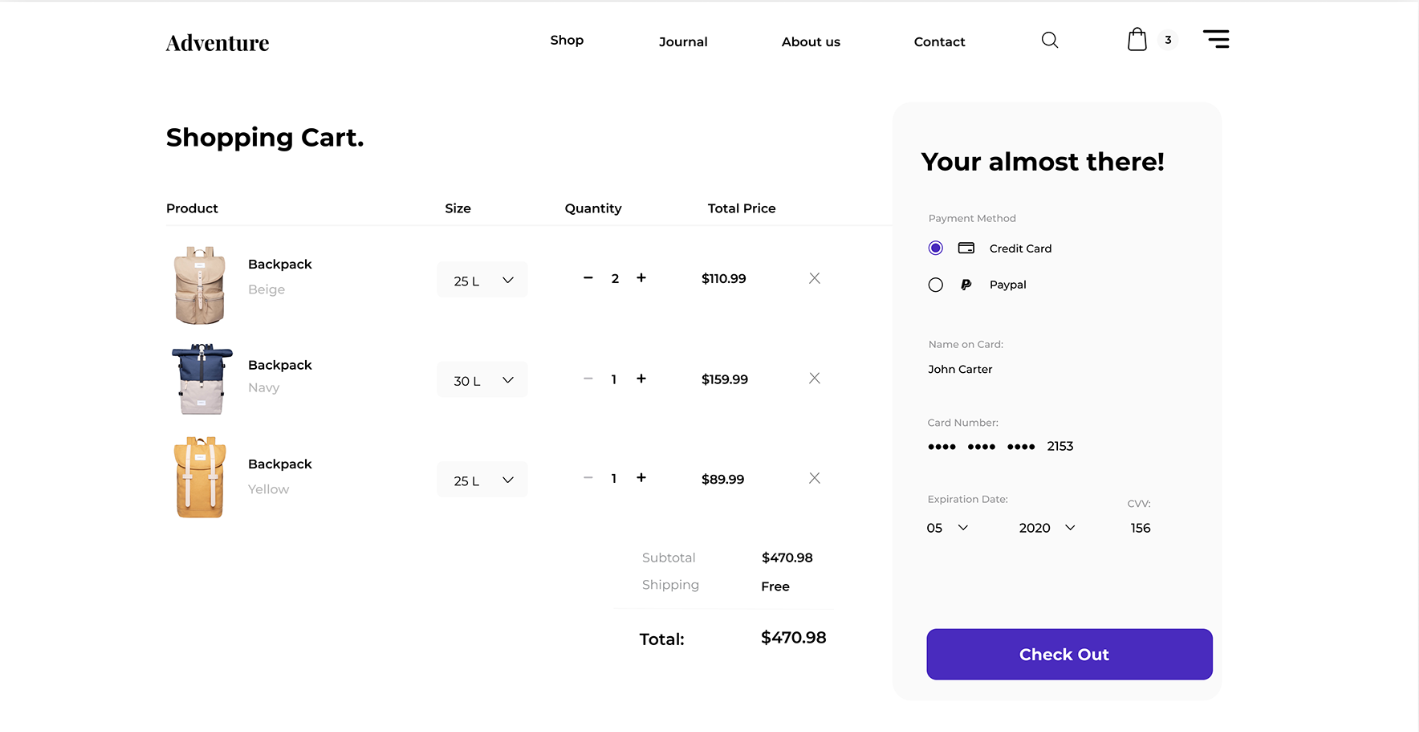 Adventure
Shop
Journal
About us
Contact
3
Shopping Cart.
Product Size Quantity Total Price
Backpack
Beige
25 L
− 2 +
$110.99
Backpack
Navy
30 L
− 1 +
$159.99
Backpack
Yellow
25 L
− 1 +
$89.99
Subtotal $470.98
Shipping Free
Total: $470.98
Your almost there!
Payment Method
Credit Card
Paypal
Name on Card:
John Carter
Card Number:
•••• •••• •••• 2153
Expiration Date:
CVV:
05 2020 156
Check Out